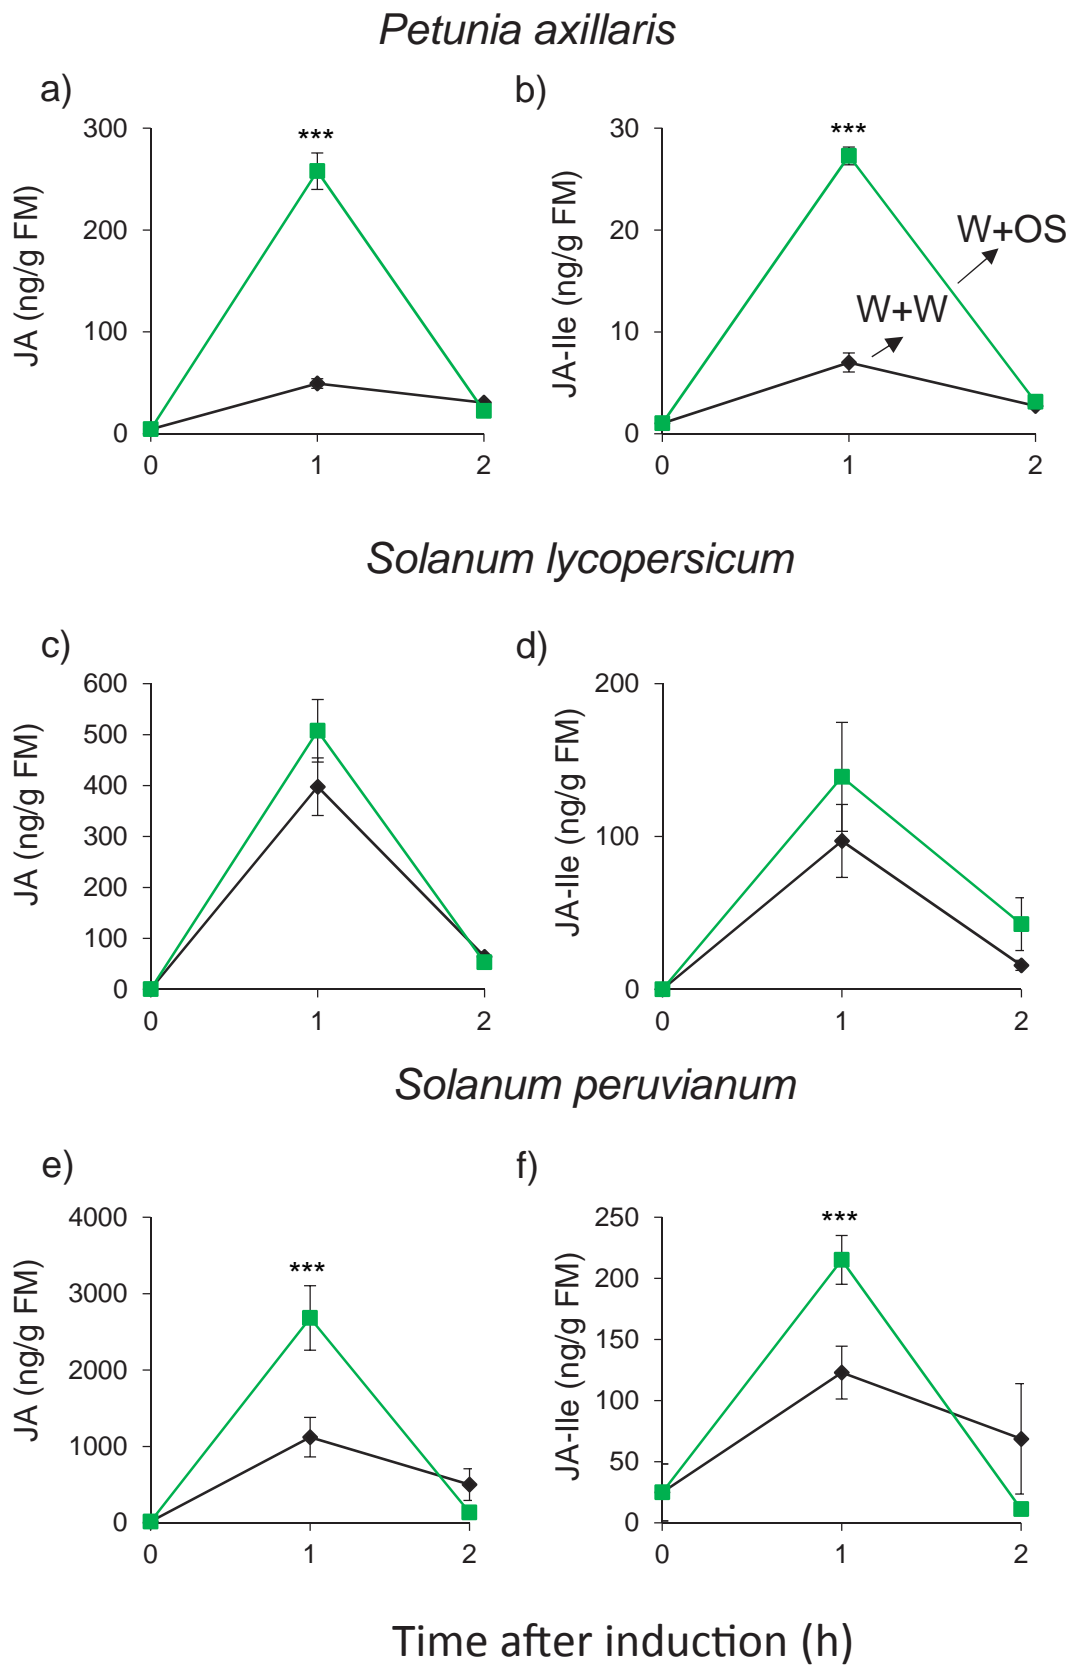 Petunia axillaris
a)
b)
***
***
300
200
100
0
JA (ng/g FM)
0
1
2
30
20
10
0
JA-Ile (ng/g FM)
W+OS
W+W
0
1
2
Solanum lycopersicum
c)
d)
600
500
400
300
200
100
0
JA (ng/g FM)
0
1
2
200
100
0
JA-Ile (ng/g FM)
0
1
2
Solanum peruvianum
e)
f)
***
***
4000
3000
2000
1000
0
JA (ng/g FM)
0
1
2
250
200
150
100
50
0
JA-Ile (ng/g FM)
0
1
2
Time after induction (h)